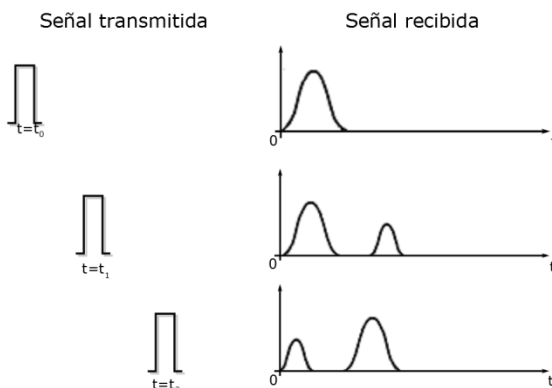 Señal transmitida
Señal recibida
t=t₀
0
t=t₁
0
t
0
t